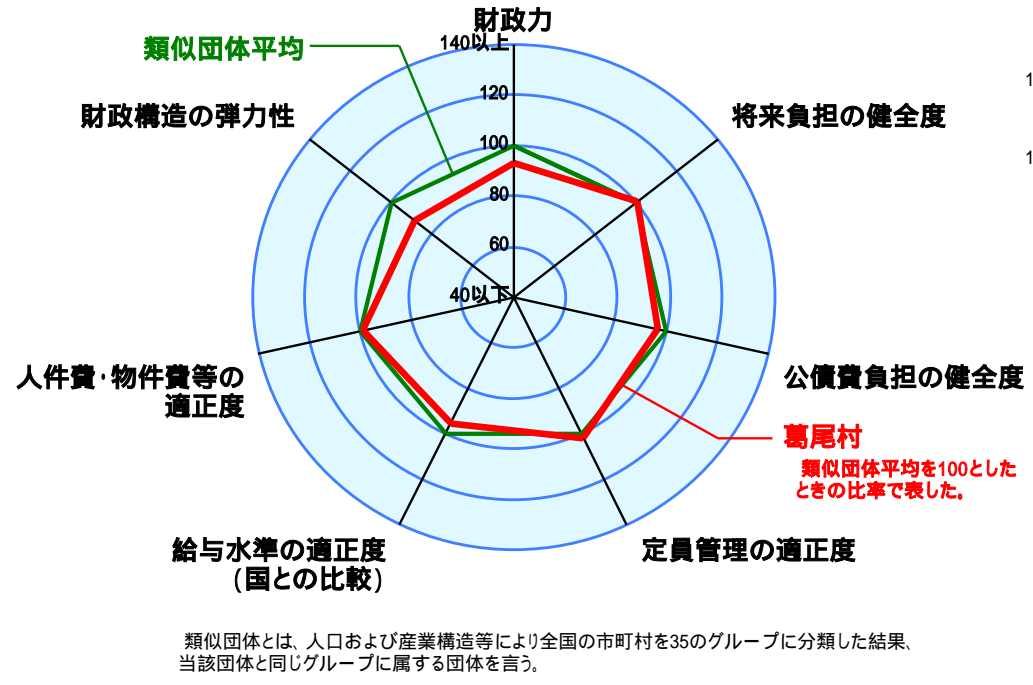 財政力
140以上
類似団体平均
120
財政構造の弾力性
将来負担の健全度
100
80
60
40以下
人件費・物件費等の
適正度
公債費負担の健全度
葛尾村
類似団体平均を100とした
ときの比率で表した。
給与水準の適正度
(国との比較)
定員管理の適正度
類似団体とは、人口および産業構造等により全国の市町村を35のグループに分類した結果、
当該団体と同じグループに属する団体を言う。
1
1